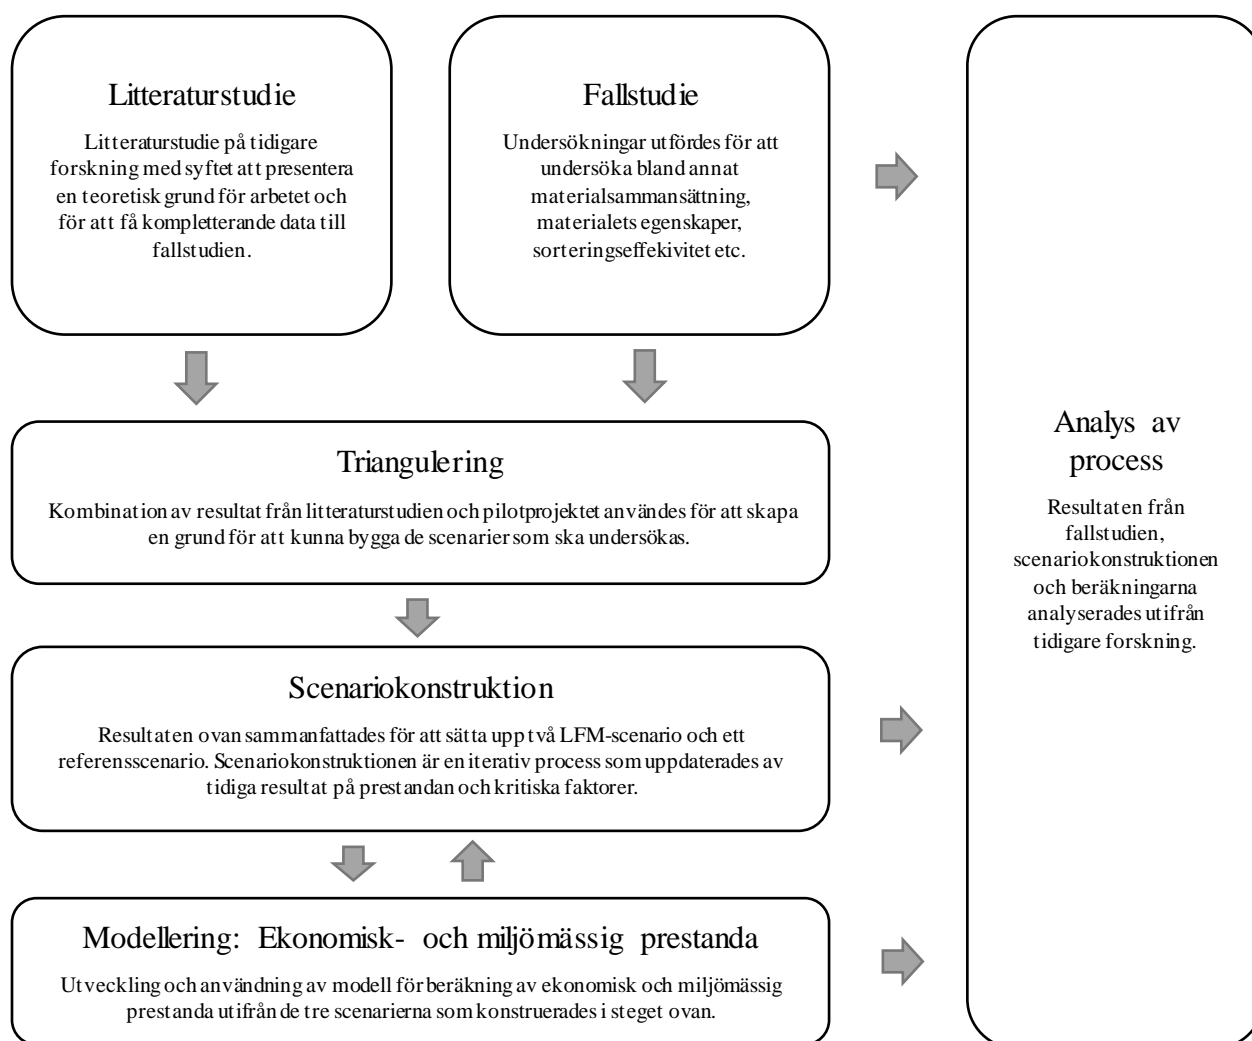 Litteraturstudie
Litteraturstudie på tidigare
forskning med syftet att presentera
en teoretisk grund för arbetet och
för att få kompletterande data till
fallstudien.
Fallstudie
Undersökningar utfördes för att
undersöka bland annat
materialsammansättning,
materialets egenskaper,
sorteringseffekivitet etc.
Triangulering
Kombination av resultat från litteraturstudien och pilotprojektet användes för att skapa
en grund för att kunna bygga de scenarier som ska undersökas.
Scenariokonstruktion
Resultaten ovan sammanfattades för att sätta upp två LFM-scenario och ett
referensscenario. Scenariokonstruktionen är en iterativ process som uppdaterades av
tidiga resultat på prestandan och kritiska faktorer.
Modellering: Ekonomisk- och miljömässig prestanda
Utveckling och användning av modell för beräkning av ekonomisk och miljömässig
prestanda utifrån de tre scenarierna som konstruerades i steget ovan.
Analys av
process
Resultaten från
fallstudien,
scenariokonstruktionen
och beräkningarna
analyserades utifrån
tidigare forskning.